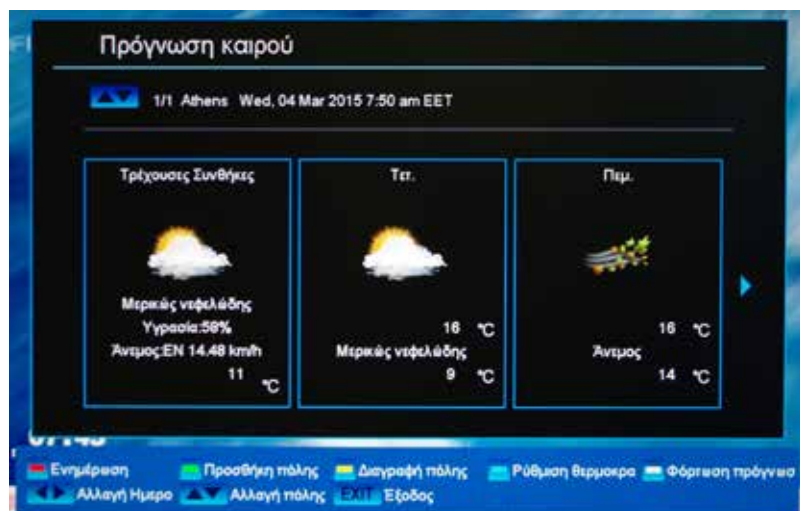 Πρόγνωση καιρού
1/1 Athens Wed, 04 Mar 2015 7:50 am EET
Τρέχουσες Συνθήκες
Μερικώς νεφελώδης
Υγρασία:58%
Άνεμος:EN 14.48 km/h
11 °C
Τετ.
16 °C
Μερικώς νεφελώδης
9 °C
Πεμ.
16 °C
Άνεμος
14 °C
Ενημέρωση Προσθήκη πόλης Διαγραφή πόλης Ρύθμιση θερμοκρα Φόρτωση πρόγνωσ
Αλλαγή Ημερο Αλλαγή πόλης EXIT Έξοδος